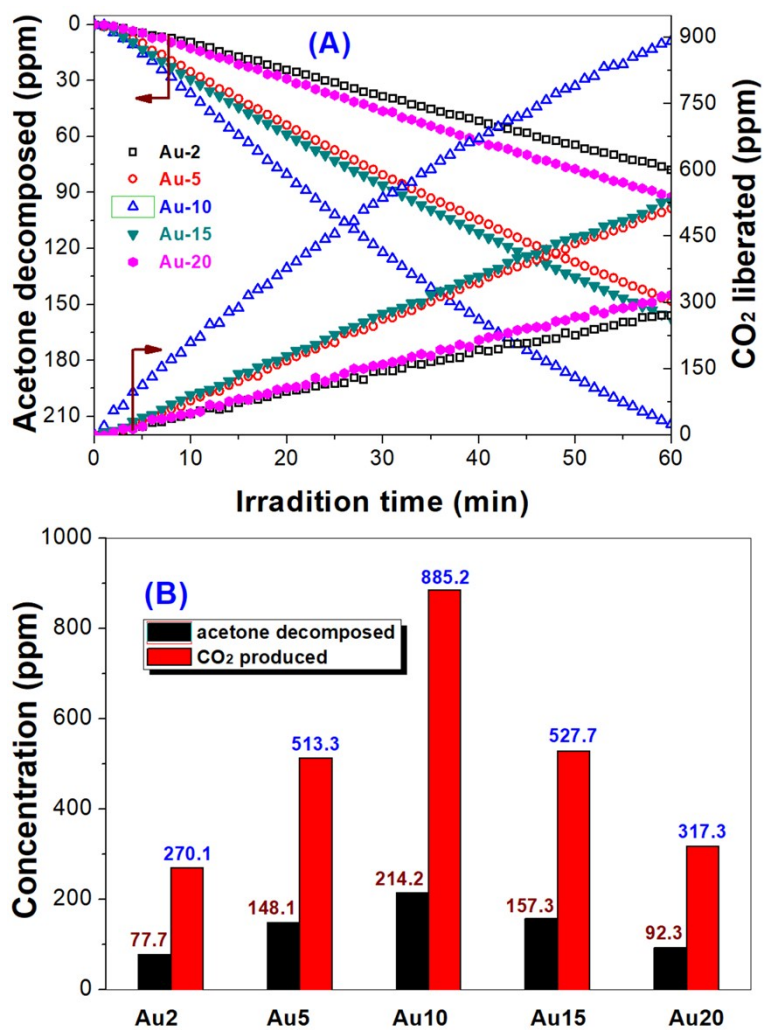 (A)
Acetone decomposed (ppm)
0
30
60
90
120
150
180
210
Au-2
Au-5
Au-10
Au-15
Au-20
CO₂ liberated (ppm)
900
750
600
450
300
150
0
0 10 20 30 40 50 60
Irradition time (min)
(B)
Concentration (ppm)
1000
800
600
400
200
0
acetone decomposed
CO₂ produced
77.7
270.1
148.1
513.3
214.2
885.2
157.3
527.7
92.3
317.3
Au2 Au5 Au10 Au15 Au20